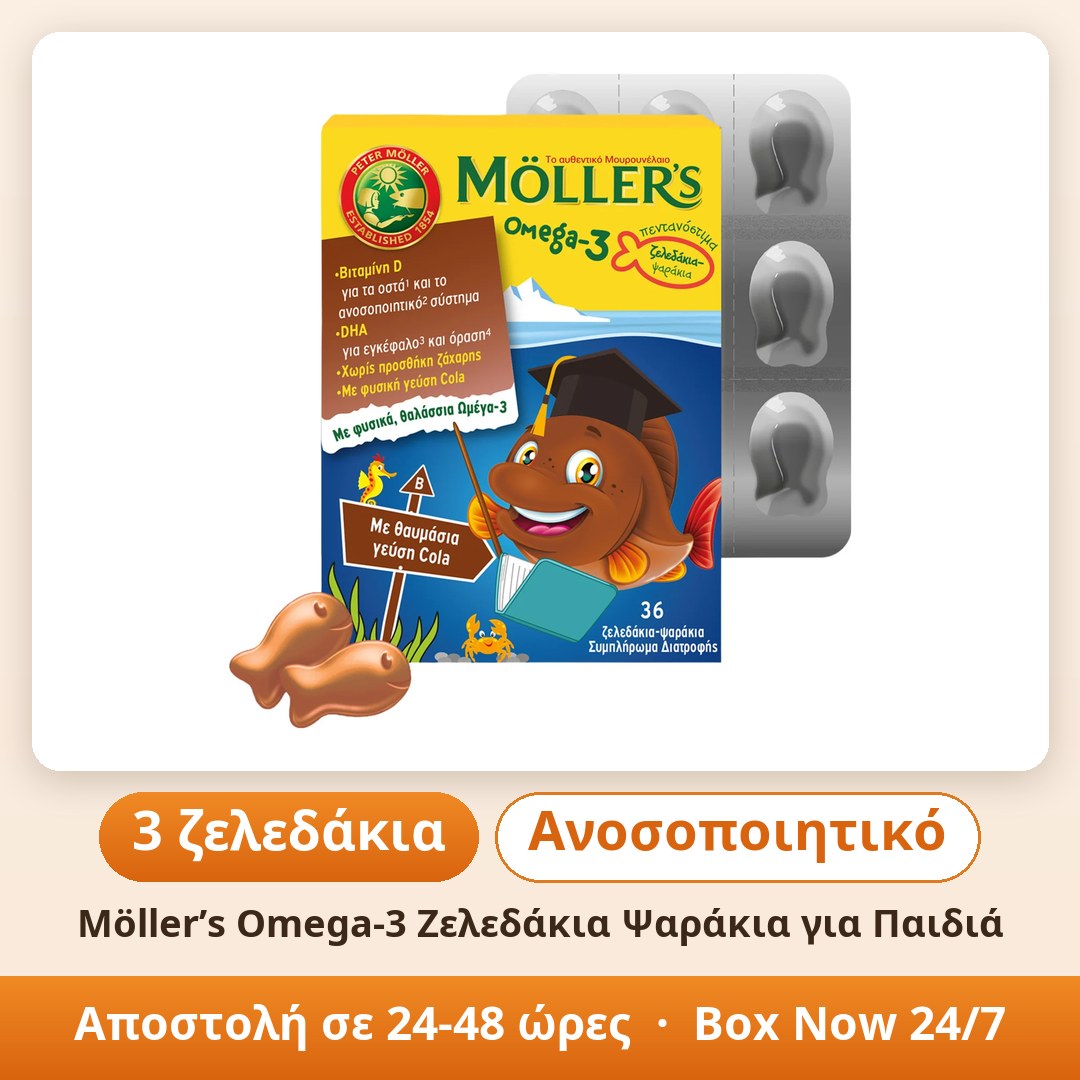 PETER MÖLLER
ESTABLISHED 1854
Το αυθεντικό Μουρουνέλαιο
MÖLLER'S
Omega-3
πεντανόστιμα
ζελεδάκια-
ψαράκια
•Βιταμίνη D
για τα οστά¹ και το
ανοσοποιητικό² σύστημα
•DHA
για εγκέφαλο³ και όραση⁴
•Χωρίς προσθήκη ζάχαρης
•Με φυσική γεύση Cola
Με φυσικά, θαλάσσια Ωμέγα-3
B
Με θαυμάσια
γεύση Cola
36
ζελεδάκια-ψαράκια
Συμπλήρωμα Διατροφής
3 ζελεδάκια
Ανοσοποιητικό
Möller’s Omega-3 Ζελεδάκια Ψαράκια για Παιδιά
Αποστολή σε 24-48 ώρες · Box Now 24/7